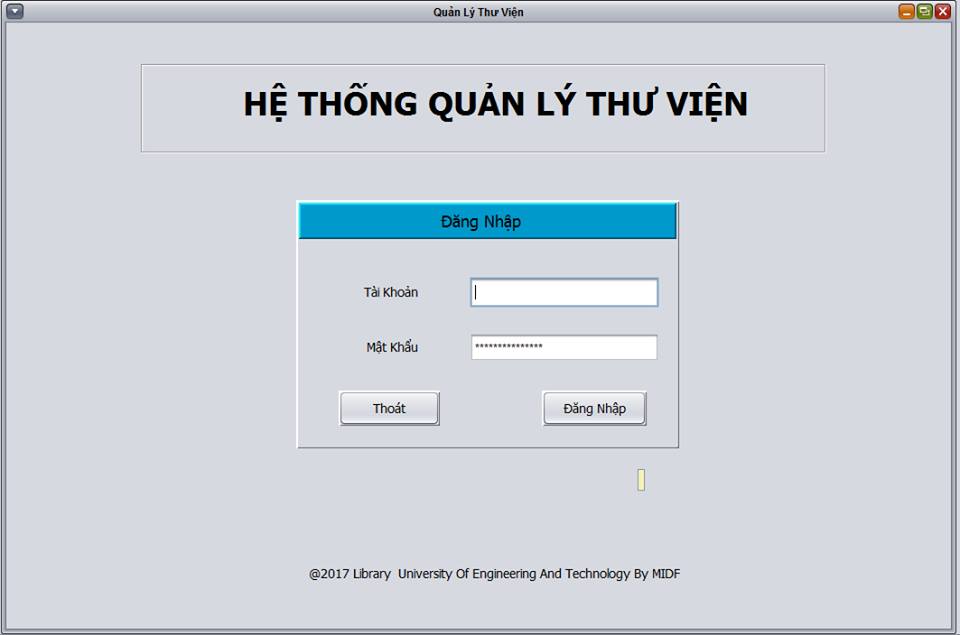 Quản Lý Thư Viện
HỆ THỐNG QUẢN LÝ THƯ VIỆN
Đăng Nhập
Tài Khoản
Mật Khẩu ***************
Thoát Đăng Nhập
@2017 Library University Of Engineering And Technology By MIDF